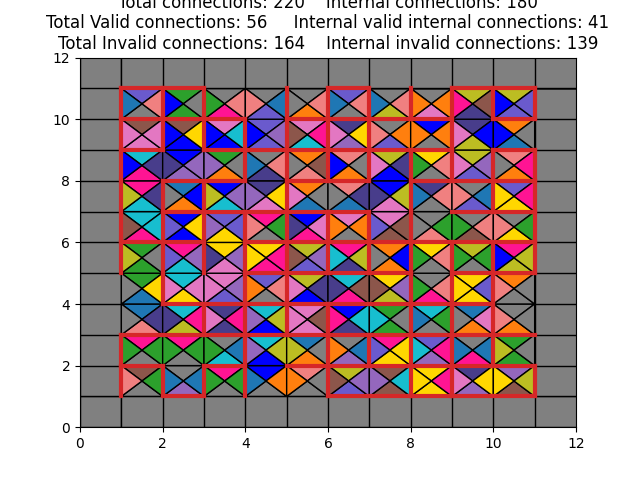 Total connections: 220    Internal connections: 180
Total Valid connections: 56    Internal valid internal connections: 41
Total Invalid connections: 164    Internal invalid connections: 139
12
10
8
6
4
2
0
0 2 4 6 8 10 12